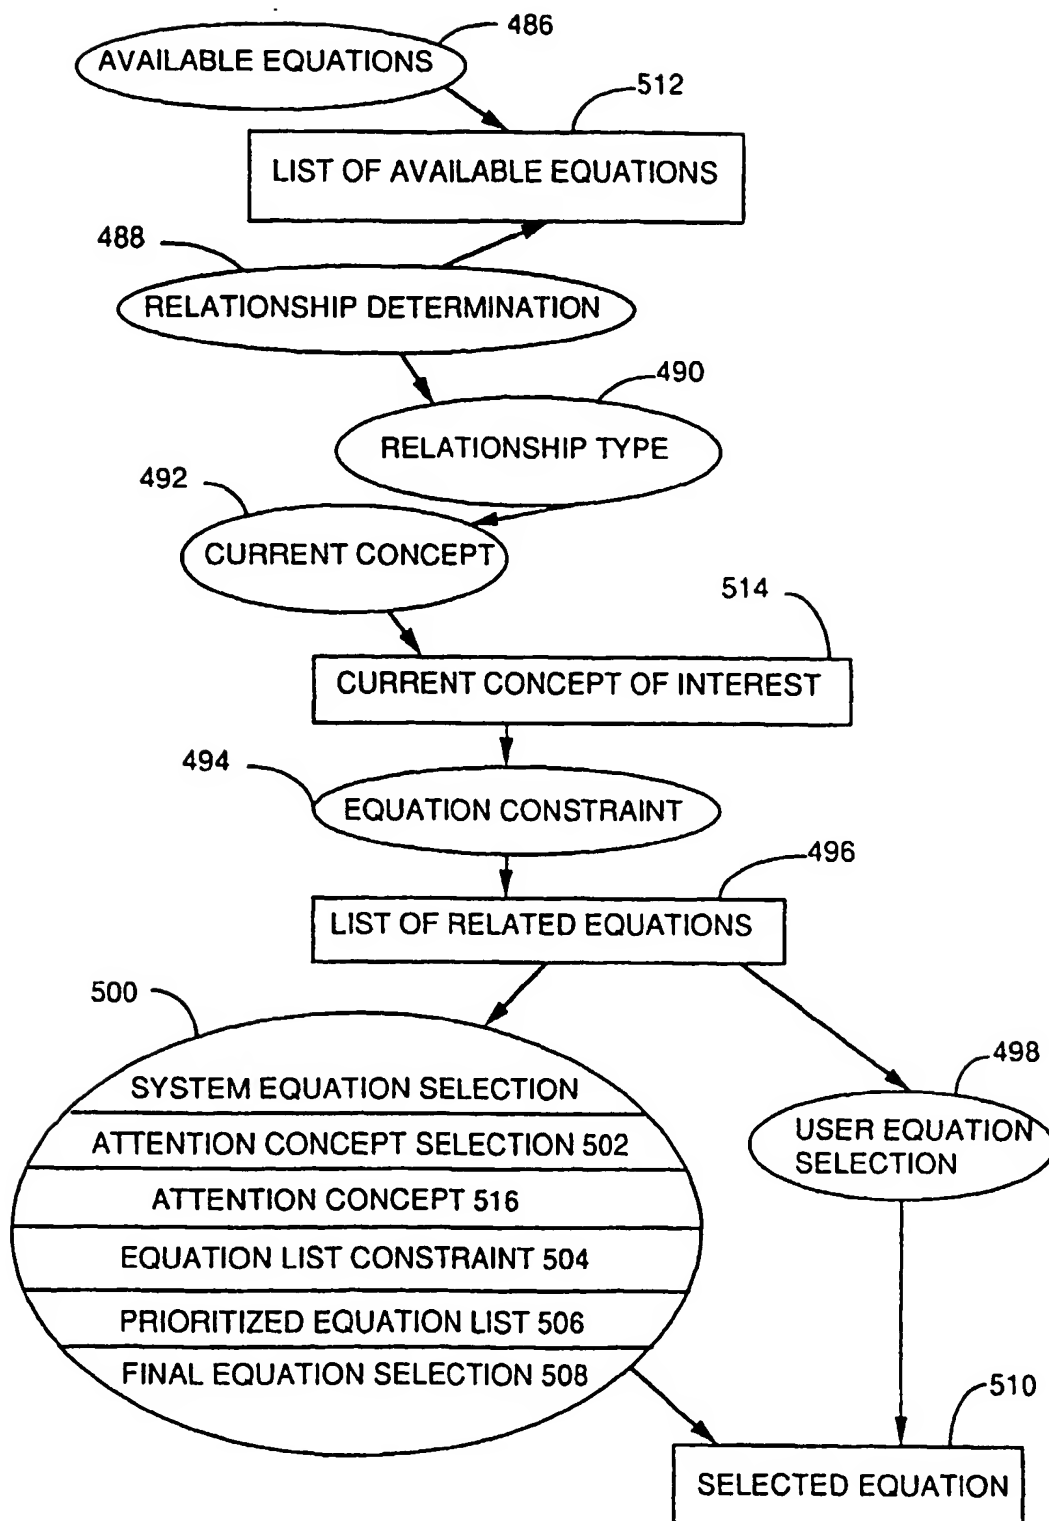 486
AVAILABLE EQUATIONS
512
LIST OF AVAILABLE EQUATIONS
488
RELATIONSHIP DETERMINATION
490
RELATIONSHIP TYPE
492
CURRENT CONCEPT
514
CURRENT CONCEPT OF INTEREST
494
EQUATION CONSTRAINT
496
LIST OF RELATED EQUATIONS
500
SYSTEM EQUATION SELECTION
ATTENTION CONCEPT SELECTION 502
ATTENTION CONCEPT 516
EQUATION LIST CONSTRAINT 504
PRIORITIZED EQUATION LIST 506
FINAL EQUATION SELECTION 508
498
USER EQUATION
SELECTION
510
SELECTED EQUATION